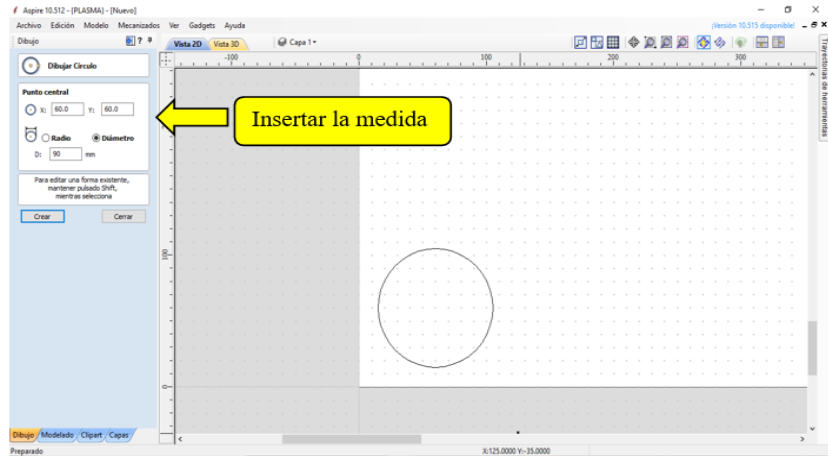 Aspire 10.512 - [PLASMA] - [Nuevo]
Archivo Edición Modelo Mecanizados Ver Gadgets Ayuda
¡Versión 10.515 disponible!
Dibujo
Vista 2D Vista 3D Capa 1
Dibujar Círculo
-100 0 100 200 300
Punto central
X: 60.0 Y: 60.0
Insertar la medida
Radio Diámetro
D: 90 mm
Para editar una forma existente,
mantener pulsado Shift,
mientras selecciona
Crear Cerrar
100
0
Trayectorias de herramientas
Dibujo Modelado Clipart Capas
Preparado
X:125.0000 Y:-35.0000